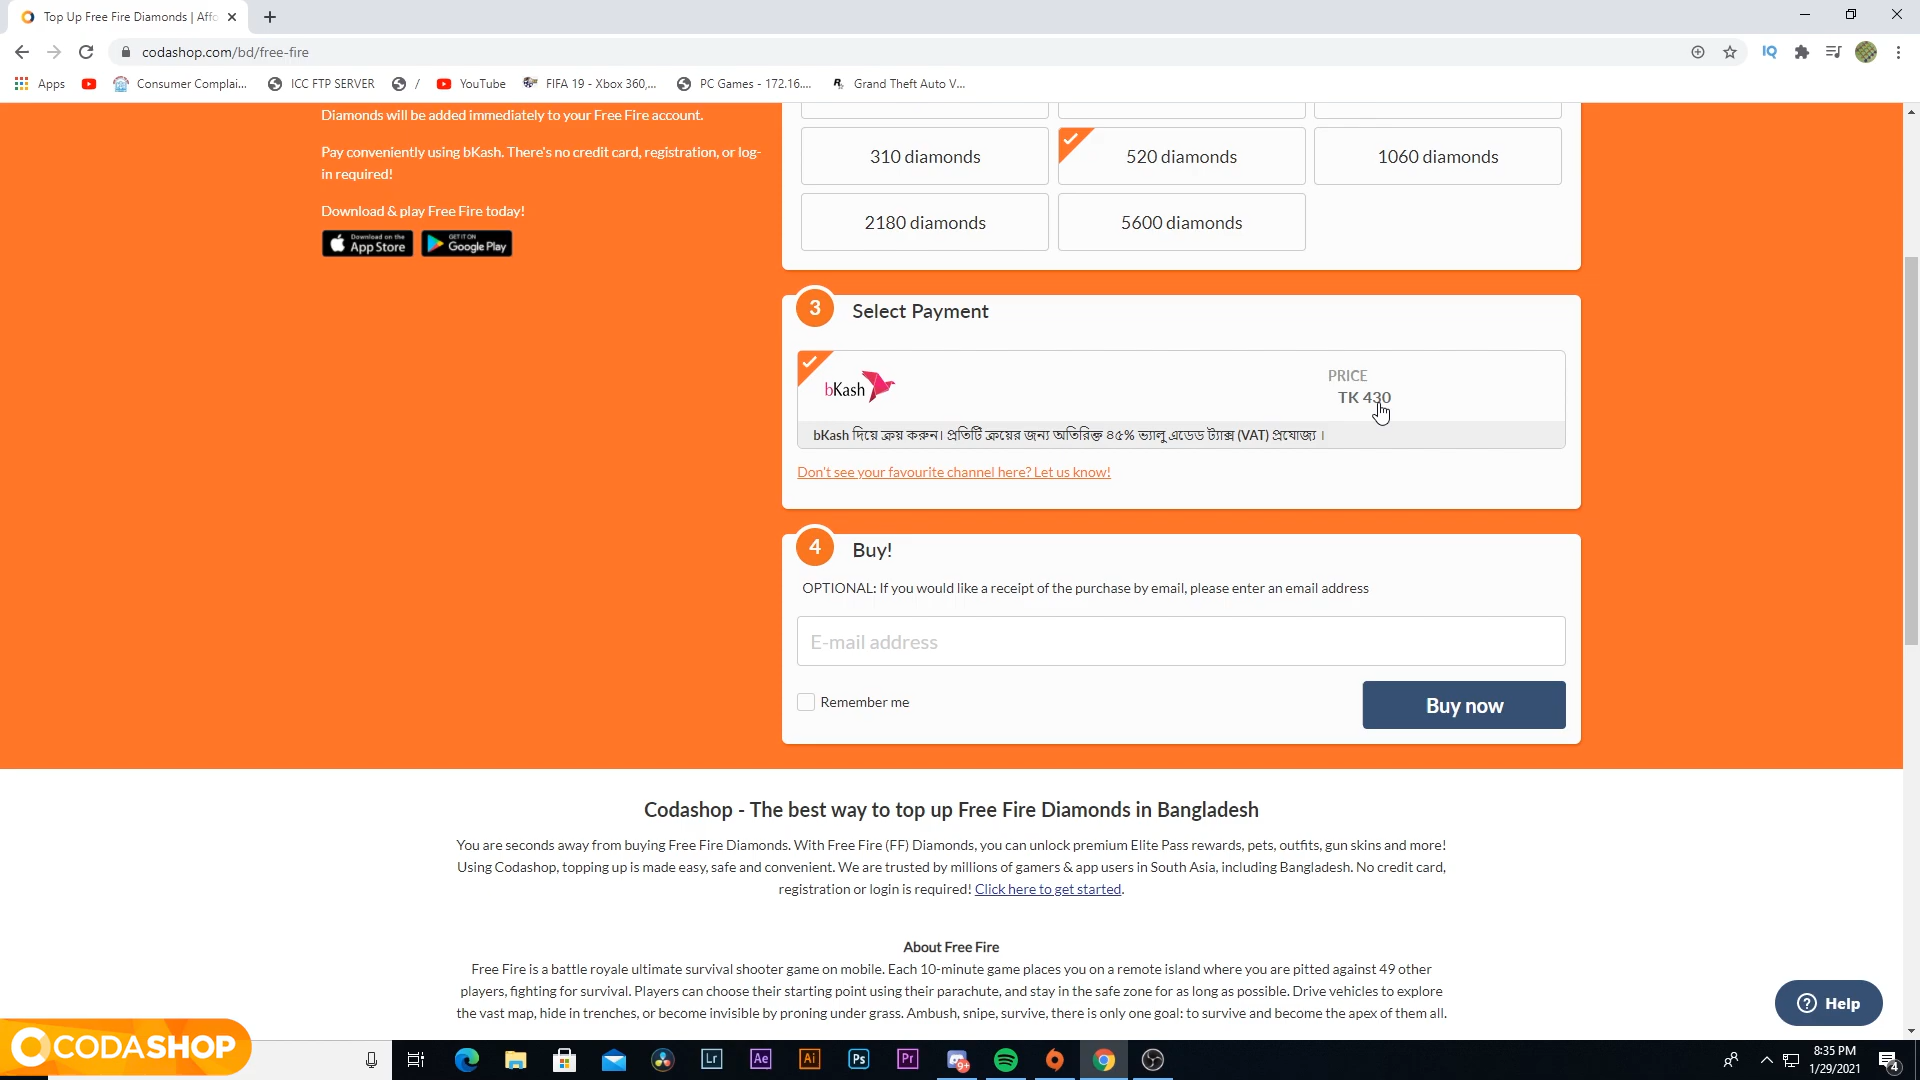 Top Up Free Fire Diamonds | Affo
codashop.com/bd/free-fire
IQ
Apps
Consumer Complai...
ICC FTP SERVER
/
YouTube
FIFA 19 - Xbox 360,...
PC Games - 172.16....
R
Grand Theft Auto V...
Diamonds will be added immediately to your Free Fire account.
Pay conveniently using bKash. There's no credit card, registration, or log-
in required!
Download & play Free Fire today!
Download on the
App Store
GET IT ON
Google Play
310 diamonds
520 diamonds
1060 diamonds
2180 diamonds
5600 diamonds
3
Select Payment
bKash
PRICE
TK 430
bKash দিয়ে ক্রয় করুন। প্রতিটি ক্রয়ের জন্য অতিরিক্ত ৪৫% ভ্যালু এডেড ট্যাক্স (VAT) প্রযোজ্য ।
Don't see your favourite channel here? Let us know!
4
Buy!
OPTIONAL: If you would like a receipt of the purchase by email, please enter an email address
E-mail address
Remember me
Buy now
Codashop - The best way to top up Free Fire Diamonds in Bangladesh
You are seconds away from buying Free Fire Diamonds. With Free Fire (FF) Diamonds, you can unlock premium Elite Pass rewards, pets, outfits, gun skins and more!
Using Codashop, topping up is made easy, safe and convenient. We are trusted by millions of gamers & app users in South Asia, including Bangladesh. No credit card,
registration or login is required! Click here to get started.
About Free Fire
Free Fire is a battle royale ultimate survival shooter game on mobile. Each 10-minute game places you on a remote island where you are pitted against 49 other
players, fighting for survival. Players can choose their starting point using their parachute, and stay in the safe zone for as long as possible. Drive vehicles to explore
the vast map, hide in trenches, or become invisible by proning under grass. Ambush, snipe, survive, there is only one goal: to survive and become the apex of them all.
Help
CODASHOP
Lr
Ae
Ai
Ps
Pr
9+
8:35 PM
1/29/2021
4